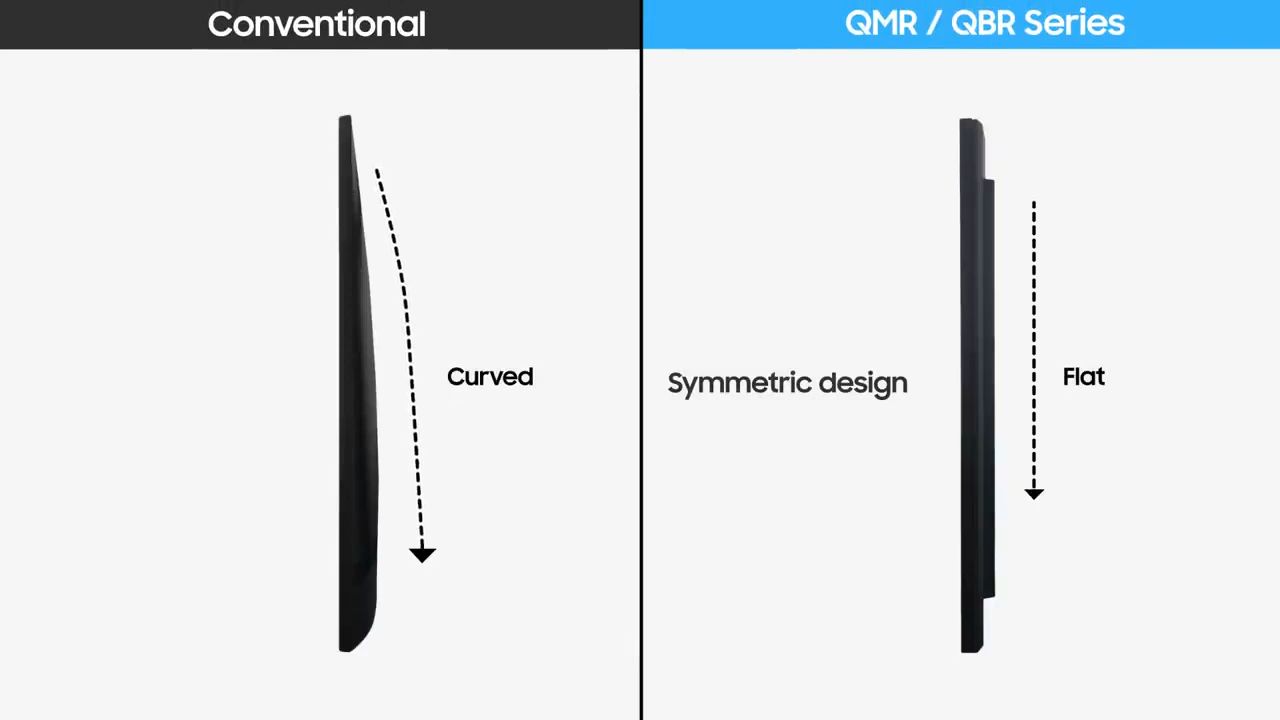 Conventional
QMR / QBR Series
Curved
Symmetric design
Flat